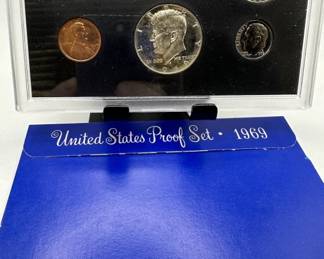 United States Proof Set · 1969